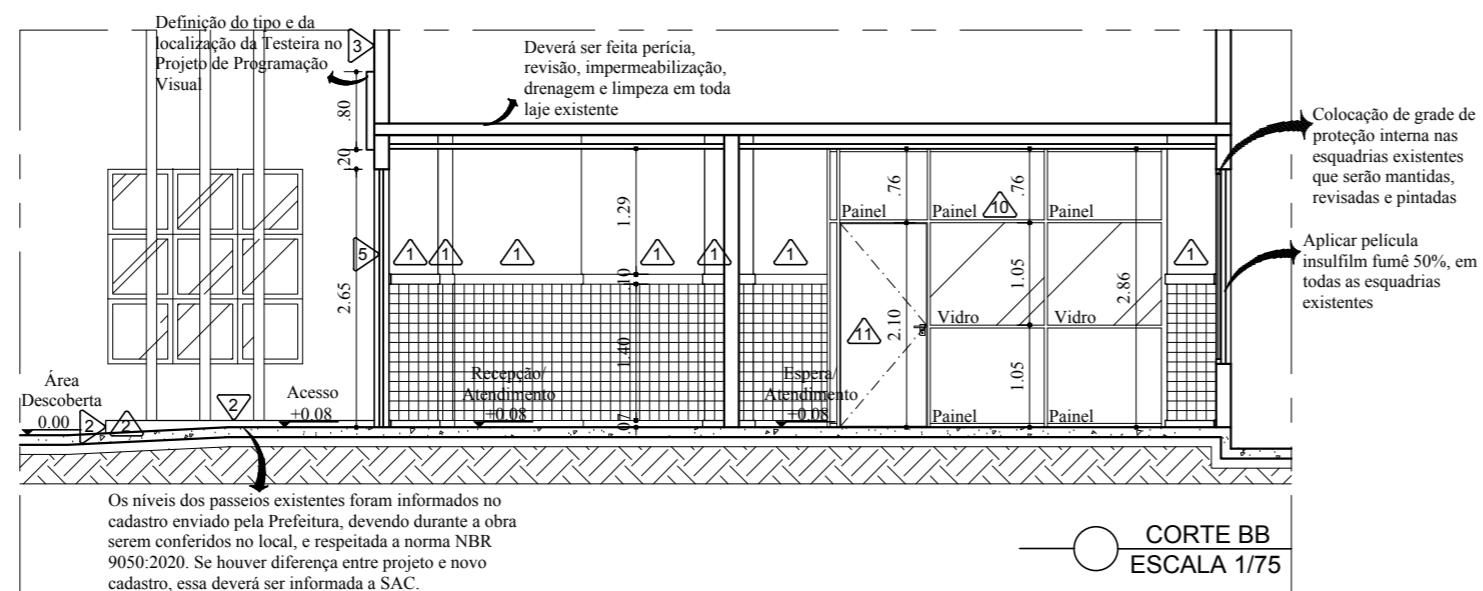 Definição do tipo e da
localização da Testeira no
Projeto de Programação
Visual
3
Deverá ser feita perícia,
revisão, impermeabilização,
drenagem e limpeza em toda
laje existente
Colocação de grade de
proteção interna nas
esquadrias existentes
que serão mantidas,
revisadas e pintadas
Aplicar película
insulfilm fumê 50%, em
todas as esquadrias
existentes
.80
.20
2.65
5
1 1 1 1 1 1 1
1.29
.10
1.40
.07
.76 .76
Painel Painel 10 Painel
1.05
2.86
Vidro Vidro
11
2.10
1.05
Painel Painel
Área
Descoberta
0.00
2 2 2
Acesso
+0.08
Recepção/
Atendimento
+0.08
Espera/
Atendimento
+0.08
Os níveis dos passeios existentes foram informados no
cadastro enviado pela Prefeitura, devendo durante a obra
serem conferidos no local, e respeitada a norma NBR
9050:2020. Se houver diferença entre projeto e novo
cadastro, essa deverá ser informada a SAC.
CORTE BB
ESCALA 1/75